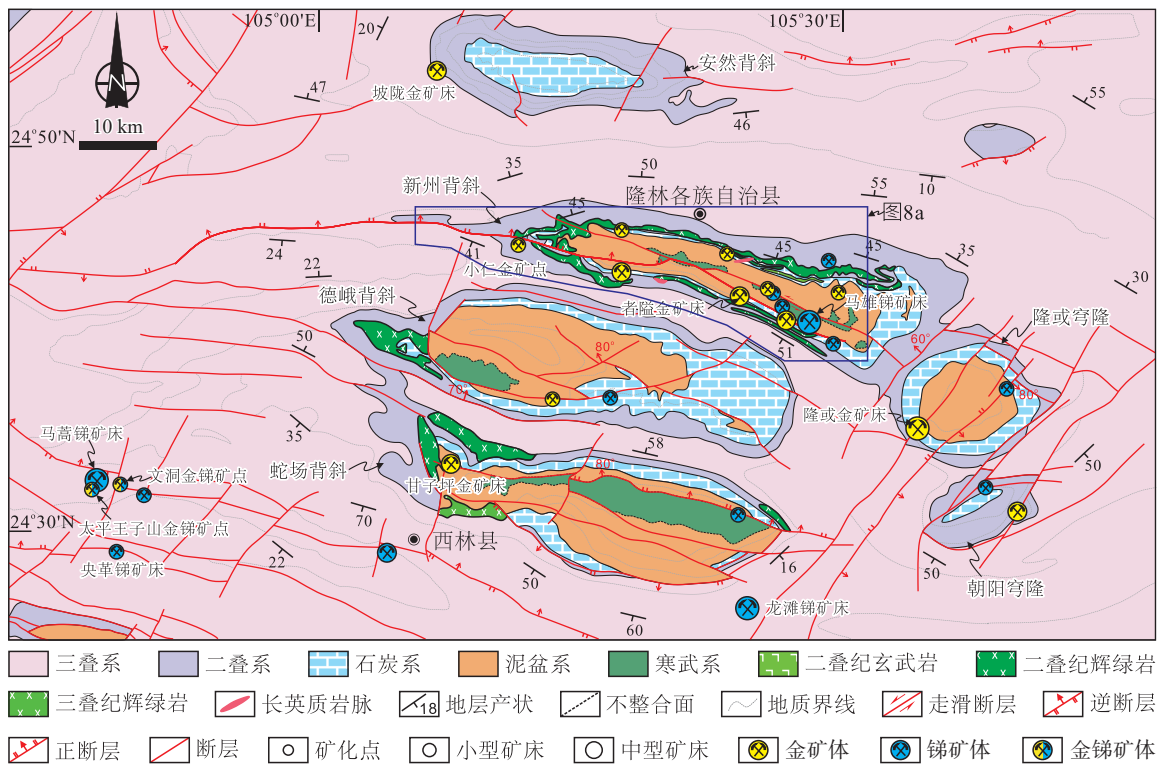 105°00′E
105°30′E
20
安然背斜
坡陇金矿床
47
55
N
10 km
46
24°50′N
35
50
10
新州背斜
隆林各族自治县
55
图8a
45
24
41
45
45
35
小仁金矿点
22
30
德峨背斜
者隘金矿床
马雄锑矿床
隆或穹隆
50
51
60°
80°
70°
80°
隆或金矿床
马蒿锑矿床
35
58
50
文洞金锑矿点
蛇场背斜
80°
甘子坪金矿床
太平王子山金锑矿点
24°30′N
70
西林县
央革锑矿床
22
50
16
50
朝阳穹隆
龙滩锑矿床
60
三叠系
二叠系
石炭系
泥盆系
寒武系
二叠纪玄武岩
二叠纪辉绿岩
三叠纪辉绿岩
长英质岩脉
18
地层产状
不整合面
地质界线
走滑断层
逆断层
正断层
断层
矿化点
小型矿床
中型矿床
金矿体
锑矿体
金锑矿体